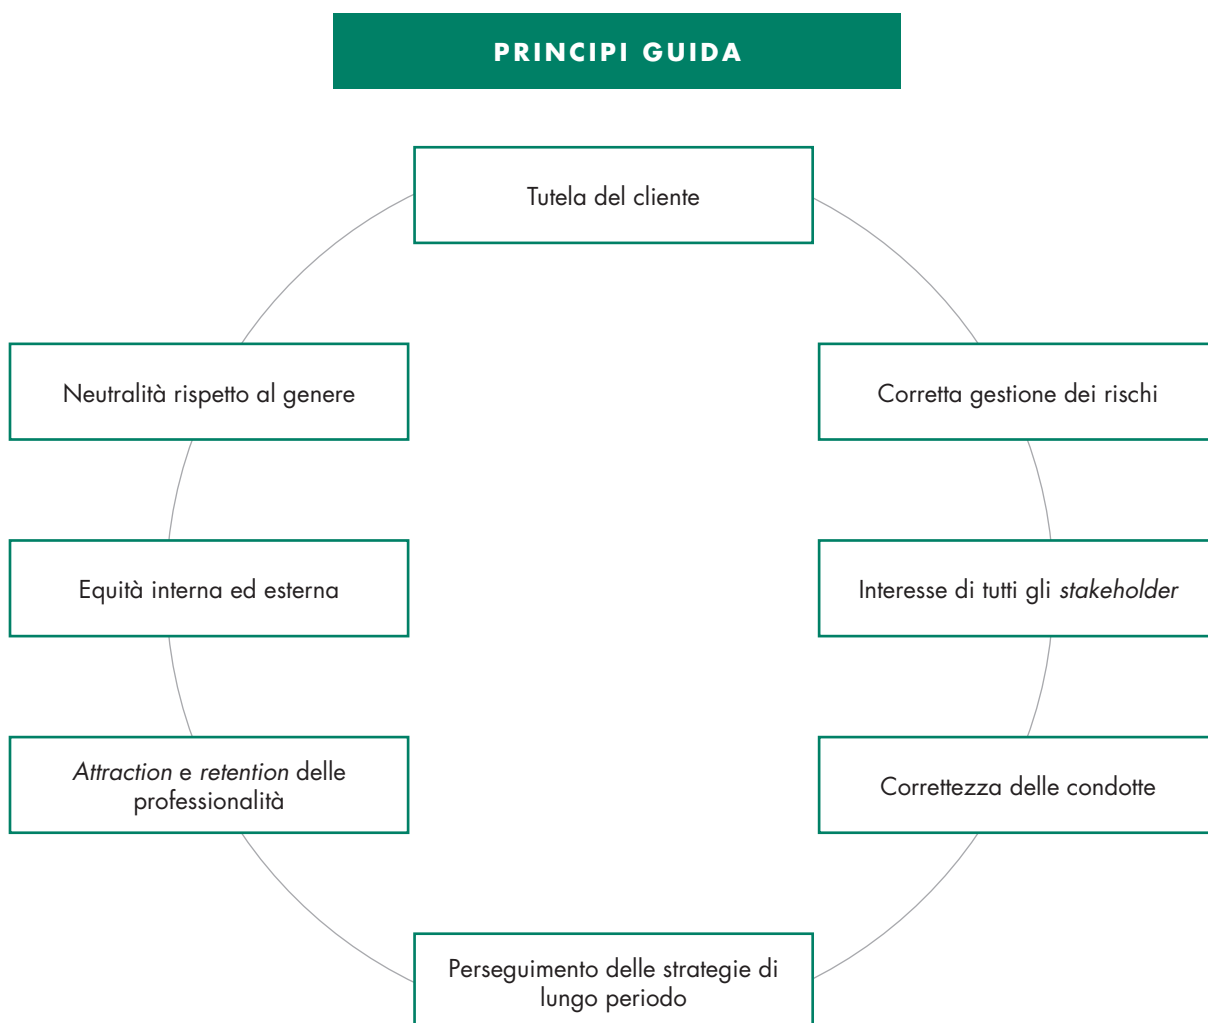 PRINCIPI GUIDA
Tutela del cliente
Neutralità rispetto al genere
Corretta gestione dei rischi
Equità interna ed esterna
Interesse di tutti gli stakeholder
Attraction e retention delle
professionalità
Correttezza delle condotte
Perseguimento delle strategie di
lungo periodo